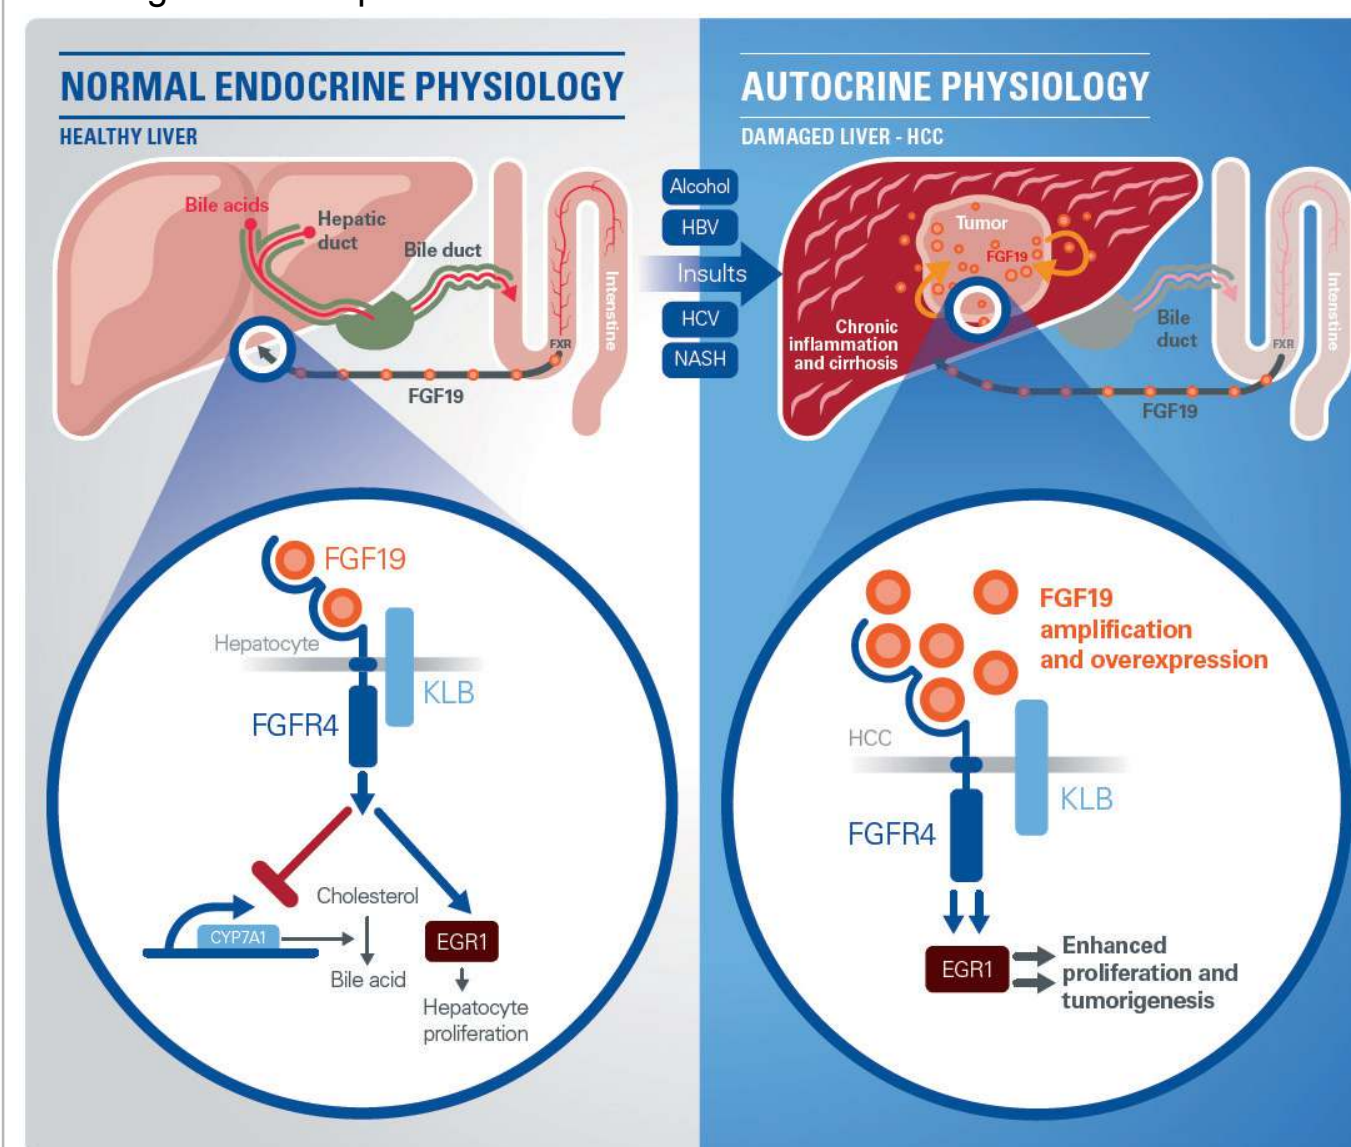 NORMAL ENDOCRINE PHYSIOLOGY
HEALTHY LIVER
Bile acids
Hepatic
duct
Bile duct
Intenstine
FXR
FGF19
Alcohol
HBV
Insults
HCV
NASH
AUTOCRINE PHYSIOLOGY
DAMAGED LIVER - HCC
Tumor
FGF19
Chronic
inflammation
and cirrhosis
Bile
duct
Intenstine
FXR
FGF19
FGF19
Hepatocyte
KLB
FGFR4
Cholesterol
CYP7A1
Bile acid
EGR1
Hepatocyte
proliferation
FGF19
amplification
and overexpression
HCC
KLB
FGFR4
EGR1
Enhanced
proliferation and
tumorigenesis